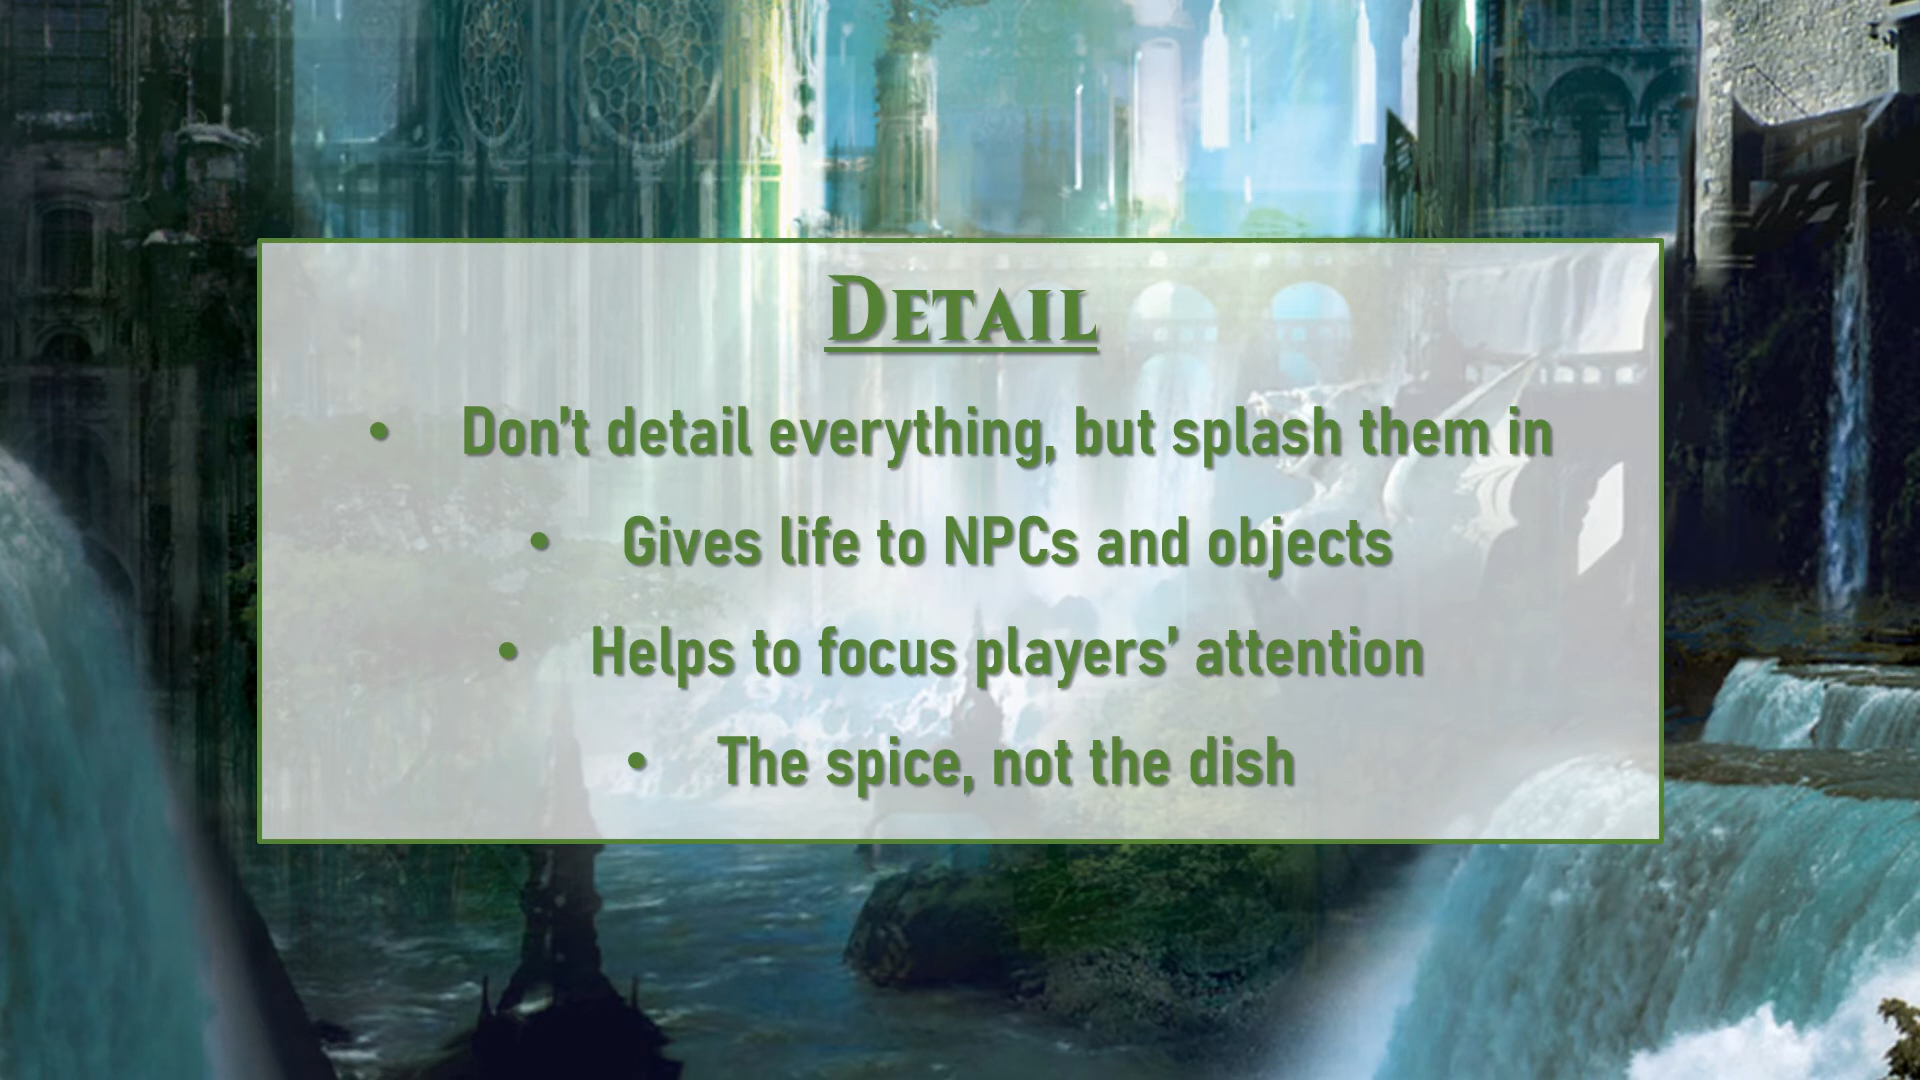 Detail
• Don’t detail everything, but splash them in
• Gives life to NPCs and objects
• Helps to focus players’ attention
• The spice, not the dish